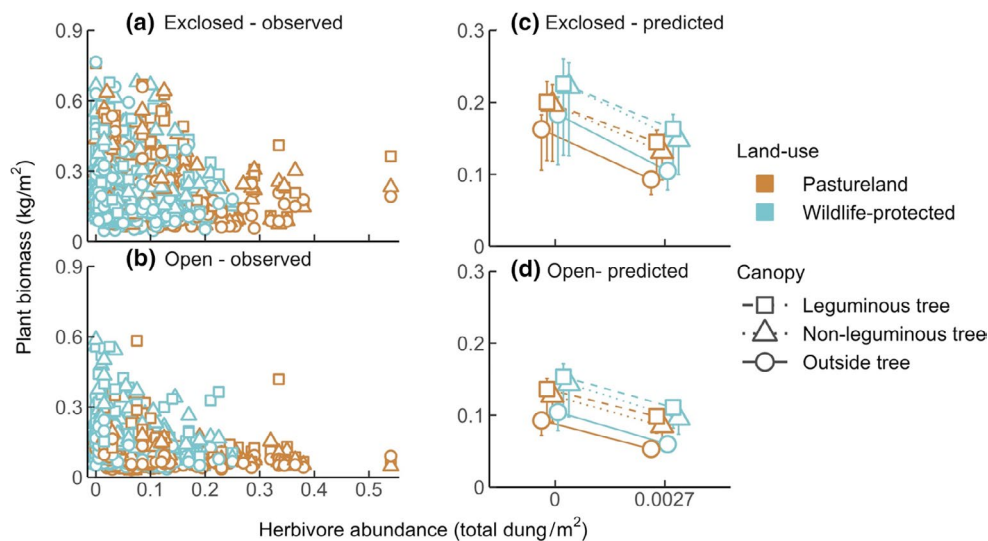 (a) Exclosed - observed
0.9
0.6
0.3
0
(b) Open - observed
0.9
0.6
0.3
0
0 0.1 0.2 0.3 0.4 0.5
Plant biomass (kg/m²)
(c) Exclosed - predicted
0.3
0.2
0.1
0
(d) Open- predicted
0.3
0.2
0.1
0
0 0.0027
Herbivore abundance (total dung/m²)
Land-use
Pastureland
Wildlife-protected
Canopy
Leguminous tree
Non-leguminous tree
Outside tree